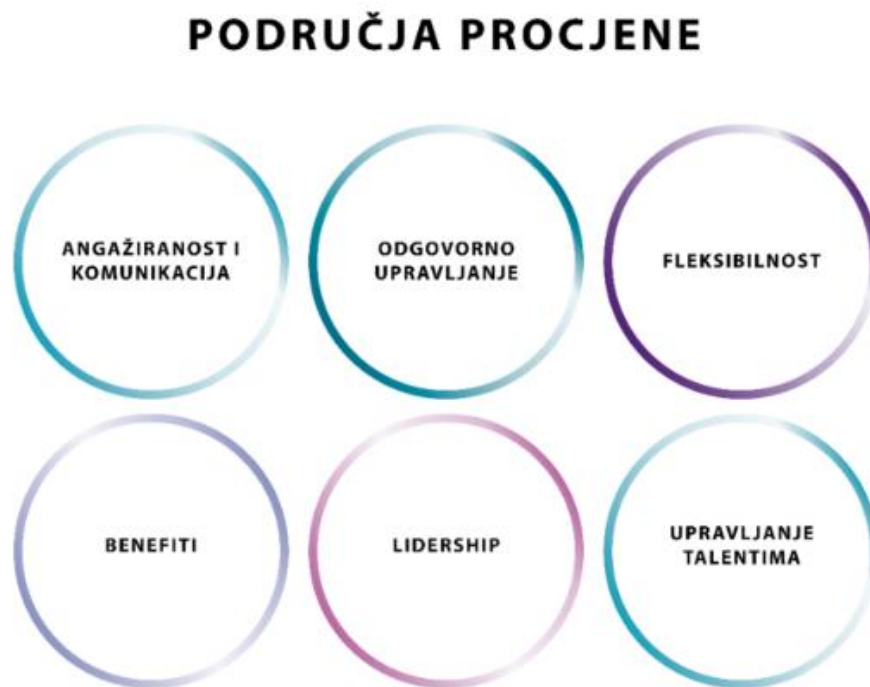 PODRUČJA PROCJENE
ANGAŽIRANOST I
KOMUNIKACIJA
ODGOVORNO
UPRAVLJANJE
FLEKSIBILNOST
BENEFITI
LIDERSHIP
UPRAVLJANJE
TALENTIMA